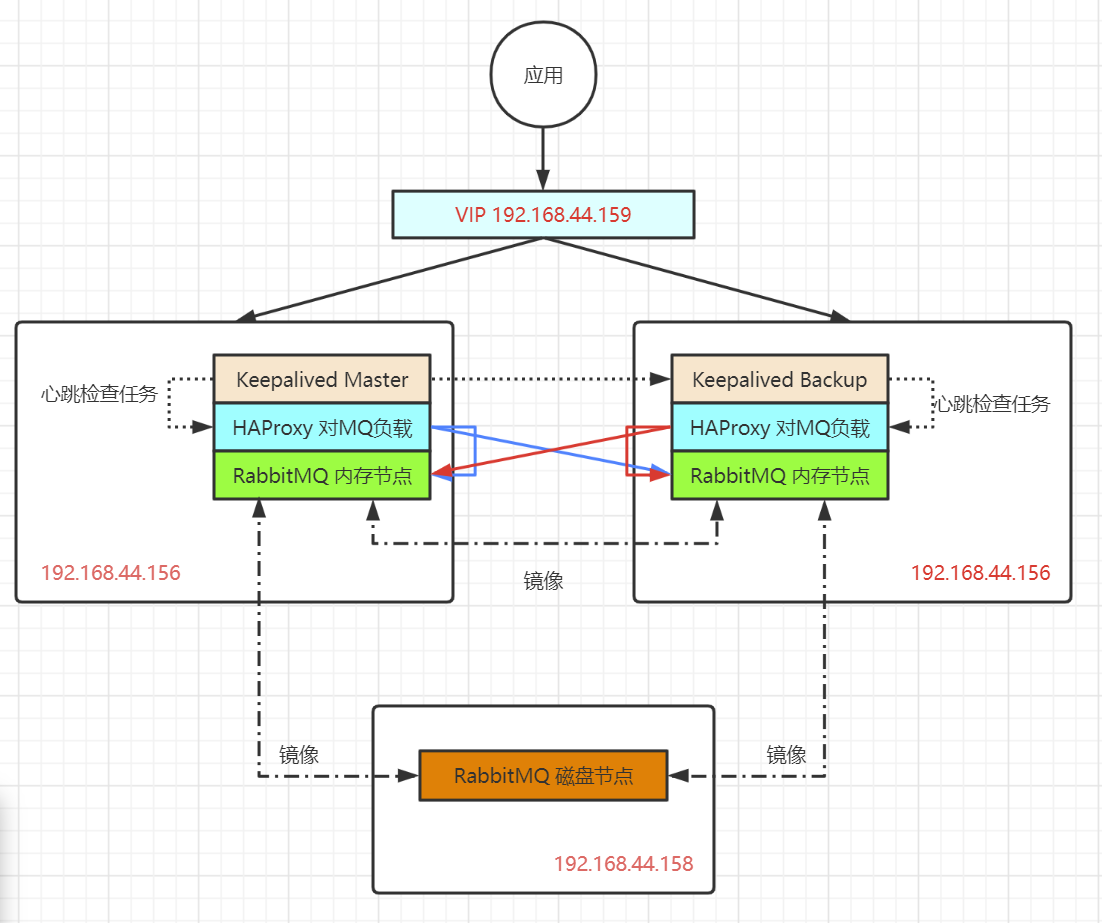 应用
VIP 192.168.44.159
Keepalived Master
心跳检查任务
HAProxy 对MQ负载
RabbitMQ 内存节点
192.168.44.156
Keepalived Backup
心跳检查任务
HAProxy 对MQ负载
RabbitMQ 内存节点
192.168.44.156
镜像
镜像
镜像
RabbitMQ 磁盘节点
192.168.44.158